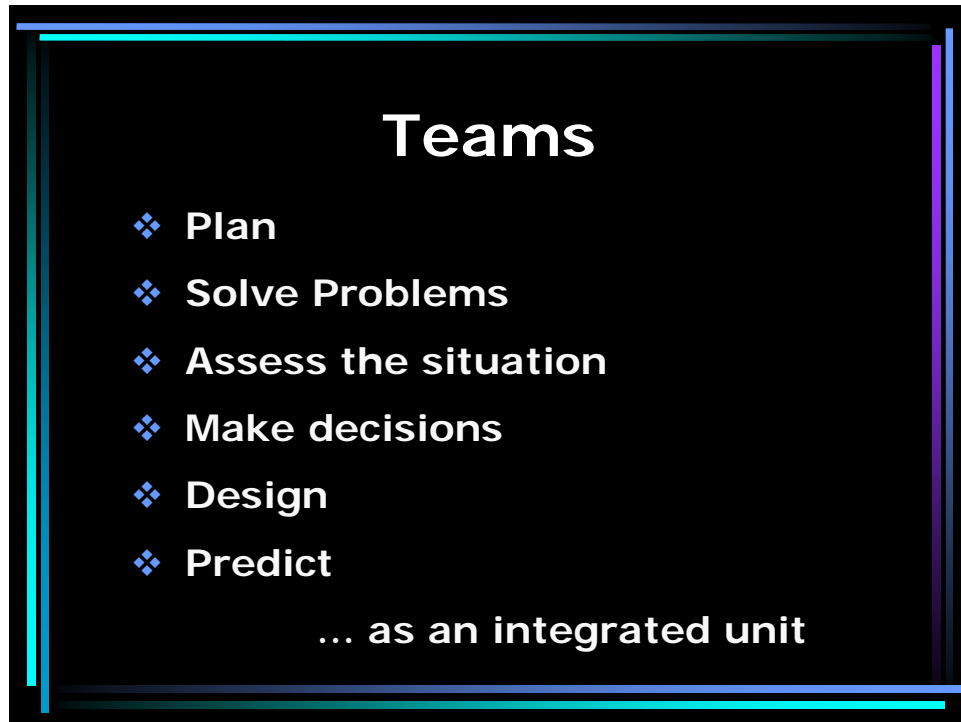 Teams
Plan
Solve Problems
Assess the situation
Make decisions
Design
Predict
... as an integrated unit